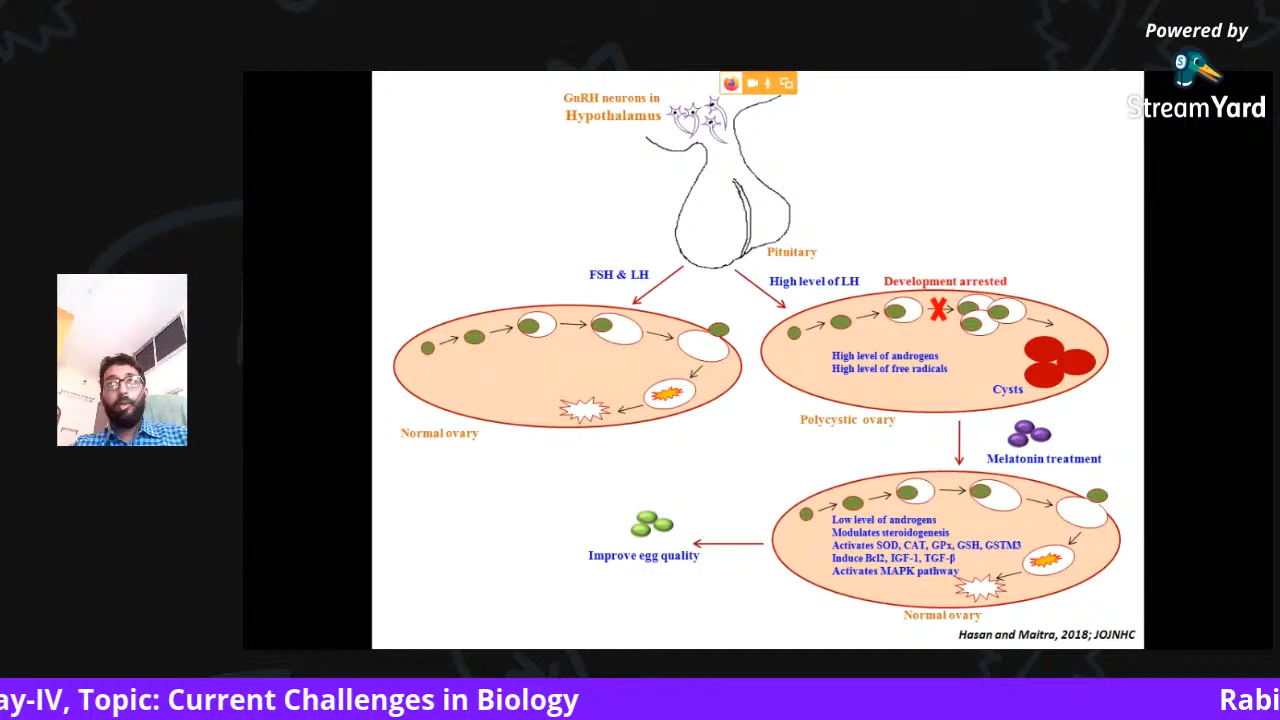 Powered by
StreamYard
GnRH neurons in
Hypothalamus
Pituitary
FSH & LH
High level of LH
Development arrested
High level of androgens
High level of free radicals
Cysts
Normal ovary
Polycystic ovary
Melatonin treatment
Low level of androgens
Modulates steroidogenesis
Activates SOD, CAT, GPx, GSH, GSTM3
Induce Bcl2, IGF-1, TGF-β
Activates MAPK pathway
Improve egg quality
Normal ovary
Hasan and Maitra, 2018; JOJNHC
ay-IV, Topic: Current Challenges in Biology
Rabi